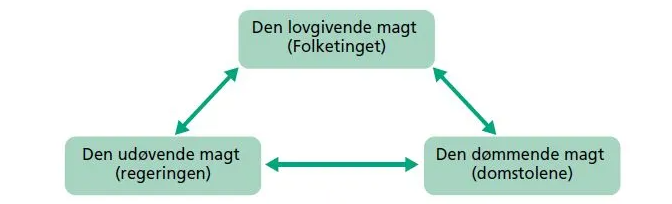 Den lovgivende magt
(Folketinget)
Den udøvende magt
(regeringen)
Den dømmende magt
(domstolene)